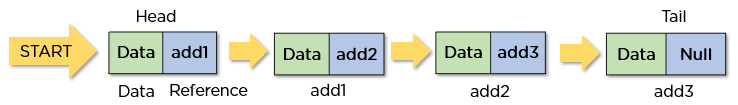 Head
Tail
START
Data add1
Data add2
Data add3
Data Null
Data Reference
add1
add2
add3